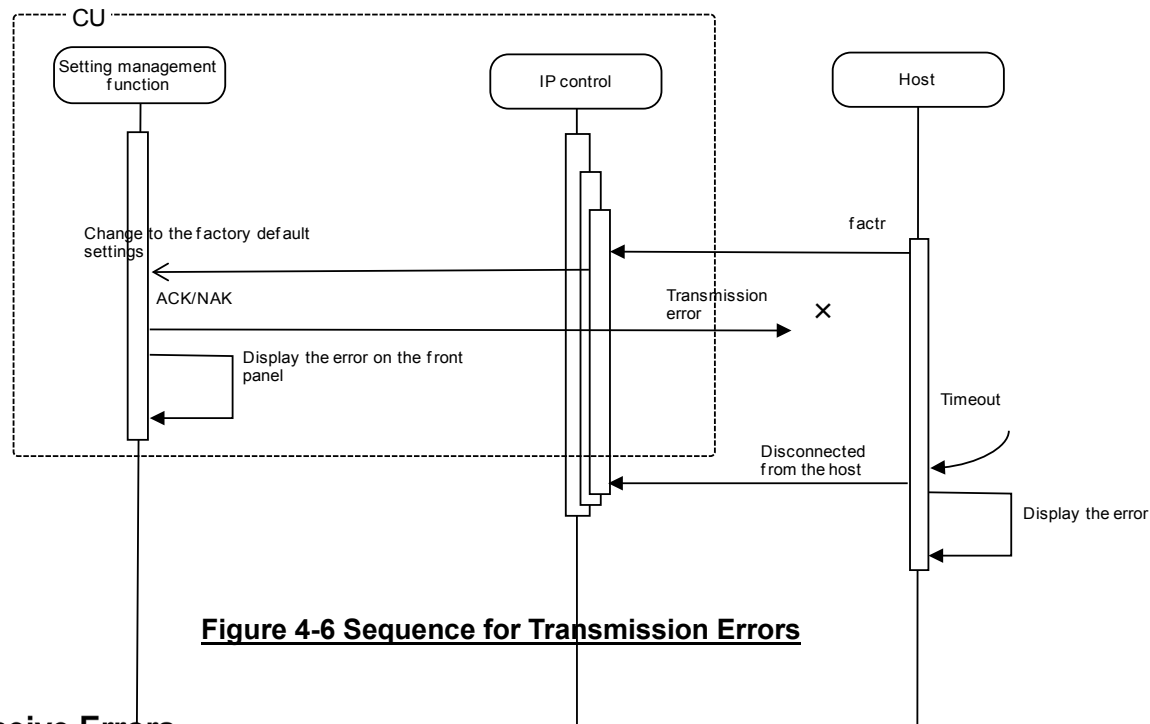 CU
Setting management
function
IP control
Host
factr
Change to the factory default
settings
ACK/NAK
Transmission
error
×
Display the error on the front
panel
Timeout
Disconnected
from the host
Display the error
Figure 4-6 Sequence for Transmission Errors
Errors